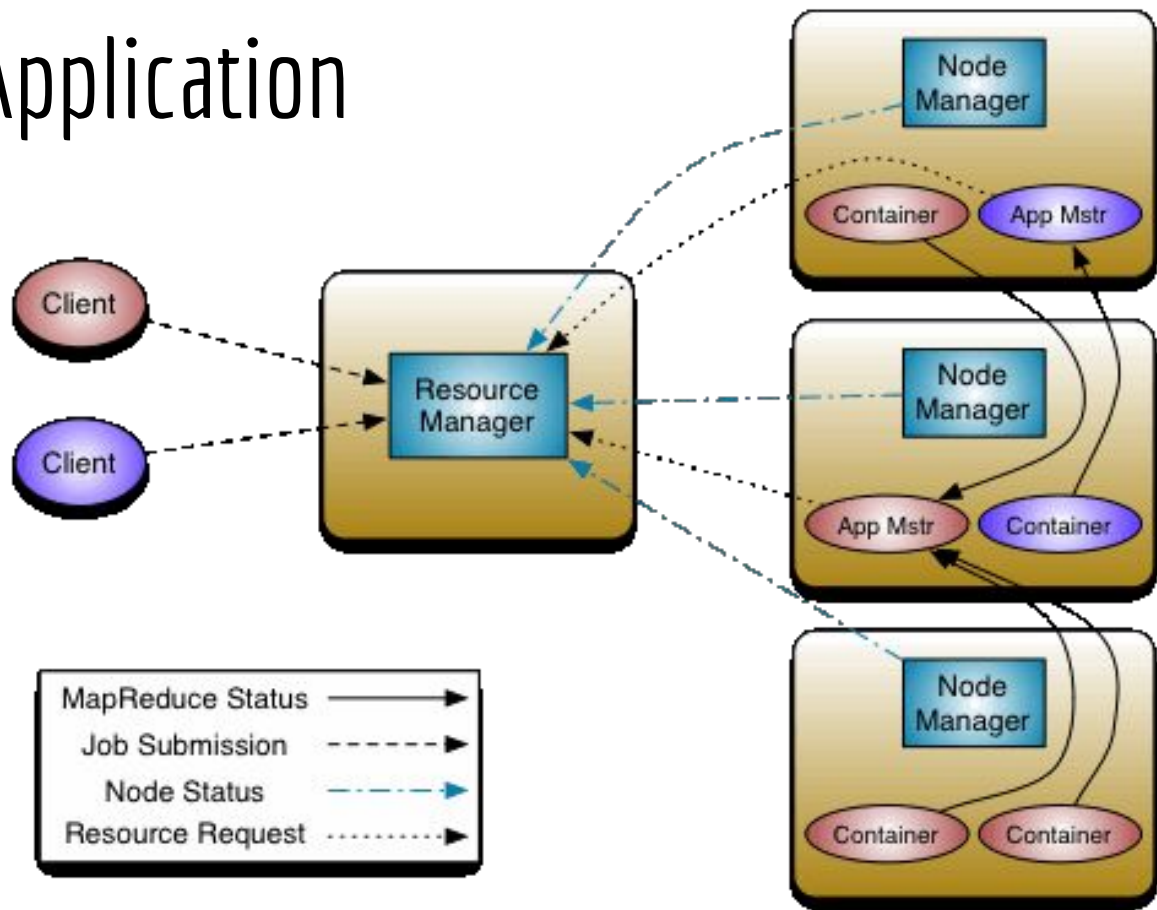 Application
Client
Client
Resource
Manager
Node
Manager
Container
App Mstr
Node
Manager
App Mstr
Container
Node
Manager
Container
Container
MapReduce Status
Job Submission
Node Status
Resource Request